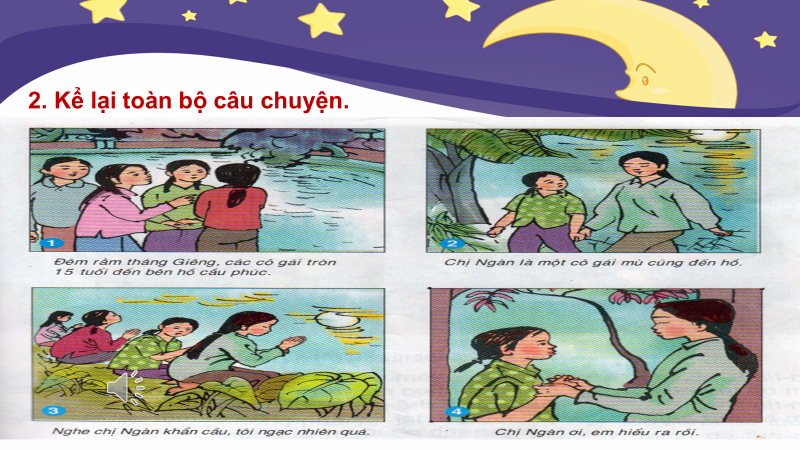 2. Kể lại toàn bộ câu chuyện.
1
Đêm rằm tháng Giêng, các cô gái tròn
15 tuổi đến bên hồ cầu phúc.
2
Chị Ngàn là một cô gái mù cũng đến hồ.
3
Nghe chị Ngàn khấn cầu, tôi ngạc nhiên quá.
4
Chị Ngàn ơi, em hiểu ra rồi.